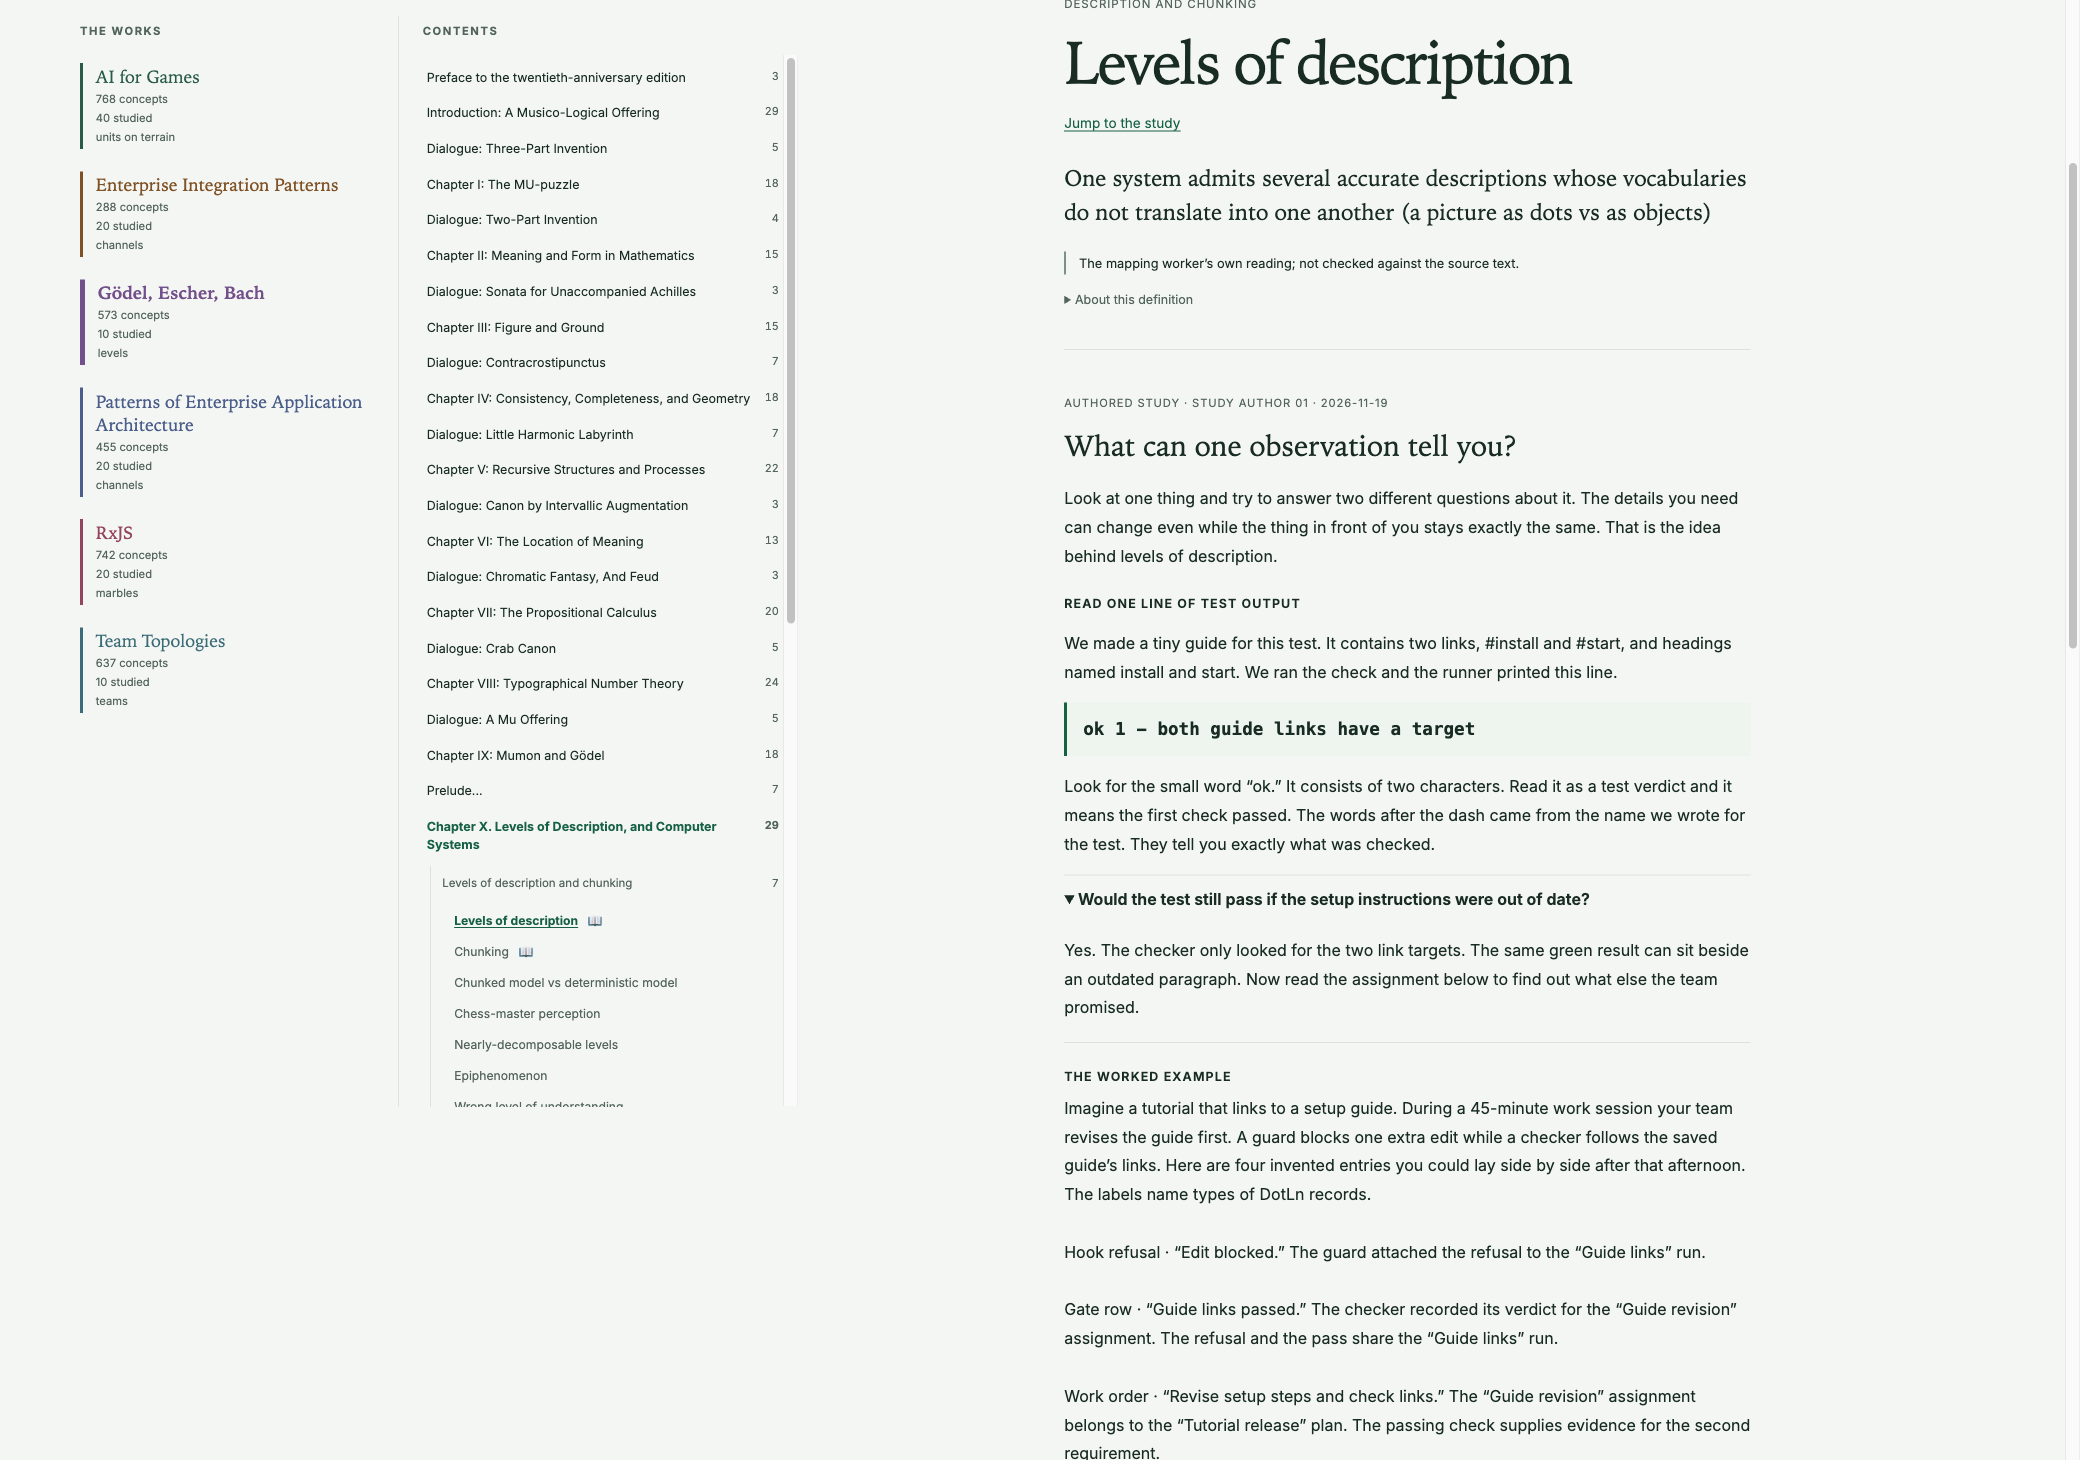 THE WORKS
AI for Games
768 concepts
40 studied
units on terrain
Enterprise Integration Patterns
288 concepts
20 studied
channels
Gödel, Escher, Bach
573 concepts
10 studied
levels
Patterns of Enterprise Application
Architecture
455 concepts
20 studied
channels
RxJS
742 concepts
20 studied
marbles
Team Topologies
637 concepts
10 studied
teams
CONTENTS
Preface to the twentieth-anniversary edition 3
Introduction: A Musico-Logical Offering 29
Dialogue: Three-Part Invention 5
Chapter I: The MU-puzzle 18
Dialogue: Two-Part Invention 4
Chapter II: Meaning and Form in Mathematics 15
Dialogue: Sonata for Unaccompanied Achilles 3
Chapter III: Figure and Ground 15
Dialogue: Contracrostipunctus 7
Chapter IV: Consistency, Completeness, and Geometry 18
Dialogue: Little Harmonic Labyrinth 7
Chapter V: Recursive Structures and Processes 22
Dialogue: Canon by Intervallic Augmentation 3
Chapter VI: The Location of Meaning 13
Dialogue: Chromatic Fantasy, And Feud 3
Chapter VII: The Propositional Calculus 20
Dialogue: Crab Canon 5
Chapter VIII: Typographical Number Theory 24
Dialogue: A Mu Offering 5
Chapter IX: Mumon and Gödel 18
Prelude... 7
Chapter X. Levels of Description, and Computer 29
Systems
Levels of description and chunking 7
Levels of description
Chunking
Chunked model vs deterministic model
Chess-master perception
Nearly-decomposable levels
Epiphenomenon
Wrong level of understanding
DESCRIPTION AND CHUNKING
Levels of description
Jump to the study
One system admits several accurate descriptions whose vocabularies
do not translate into one another (a picture as dots vs as objects)
The mapping worker’s own reading; not checked against the source text.
▶ About this definition
AUTHORED STUDY · STUDY AUTHOR 01 · 2026-11-19
What can one observation tell you?
Look at one thing and try to answer two different questions about it. The details you need
can change even while the thing in front of you stays exactly the same. That is the idea
behind levels of description.
READ ONE LINE OF TEST OUTPUT
We made a tiny guide for this test. It contains two links, #install and #start, and headings
named install and start. We ran the check and the runner printed this line.
ok 1 – both guide links have a target
Look for the small word “ok.” It consists of two characters. Read it as a test verdict and it
means the first check passed. The words after the dash came from the name we wrote for
the test. They tell you exactly what was checked.
▼ Would the test still pass if the setup instructions were out of date?
Yes. The checker only looked for the two link targets. The same green result can sit beside
an outdated paragraph. Now read the assignment below to find out what else the team
promised.
THE WORKED EXAMPLE
Imagine a tutorial that links to a setup guide. During a 45-minute work session your team
revises the guide first. A guard blocks one extra edit while a checker follows the saved
guide’s links. Here are four invented entries you could lay side by side after that afternoon.
The labels name types of DotLn records.
Hook refusal · “Edit blocked.” The guard attached the refusal to the “Guide links” run.
Gate row · “Guide links passed.” The checker recorded its verdict for the “Guide revision”
assignment. The refusal and the pass share the “Guide links” run.
Work order · “Revise setup steps and check links.” The “Guide revision” assignment
belongs to the “Tutorial release” plan. The passing check supplies evidence for the second
requirement.